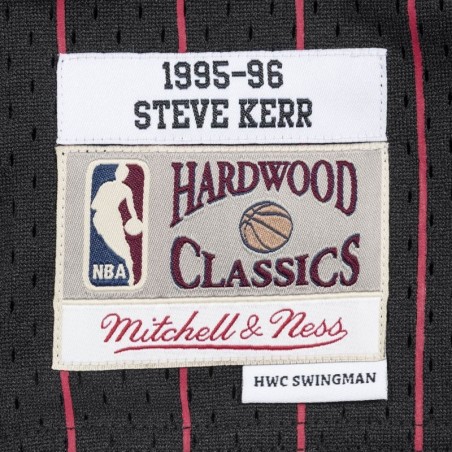 1995-96
STEVE KERR
HARDWOOD
CLASSICS
NBA
Mitchell & Ness
HWC SWINGMAN